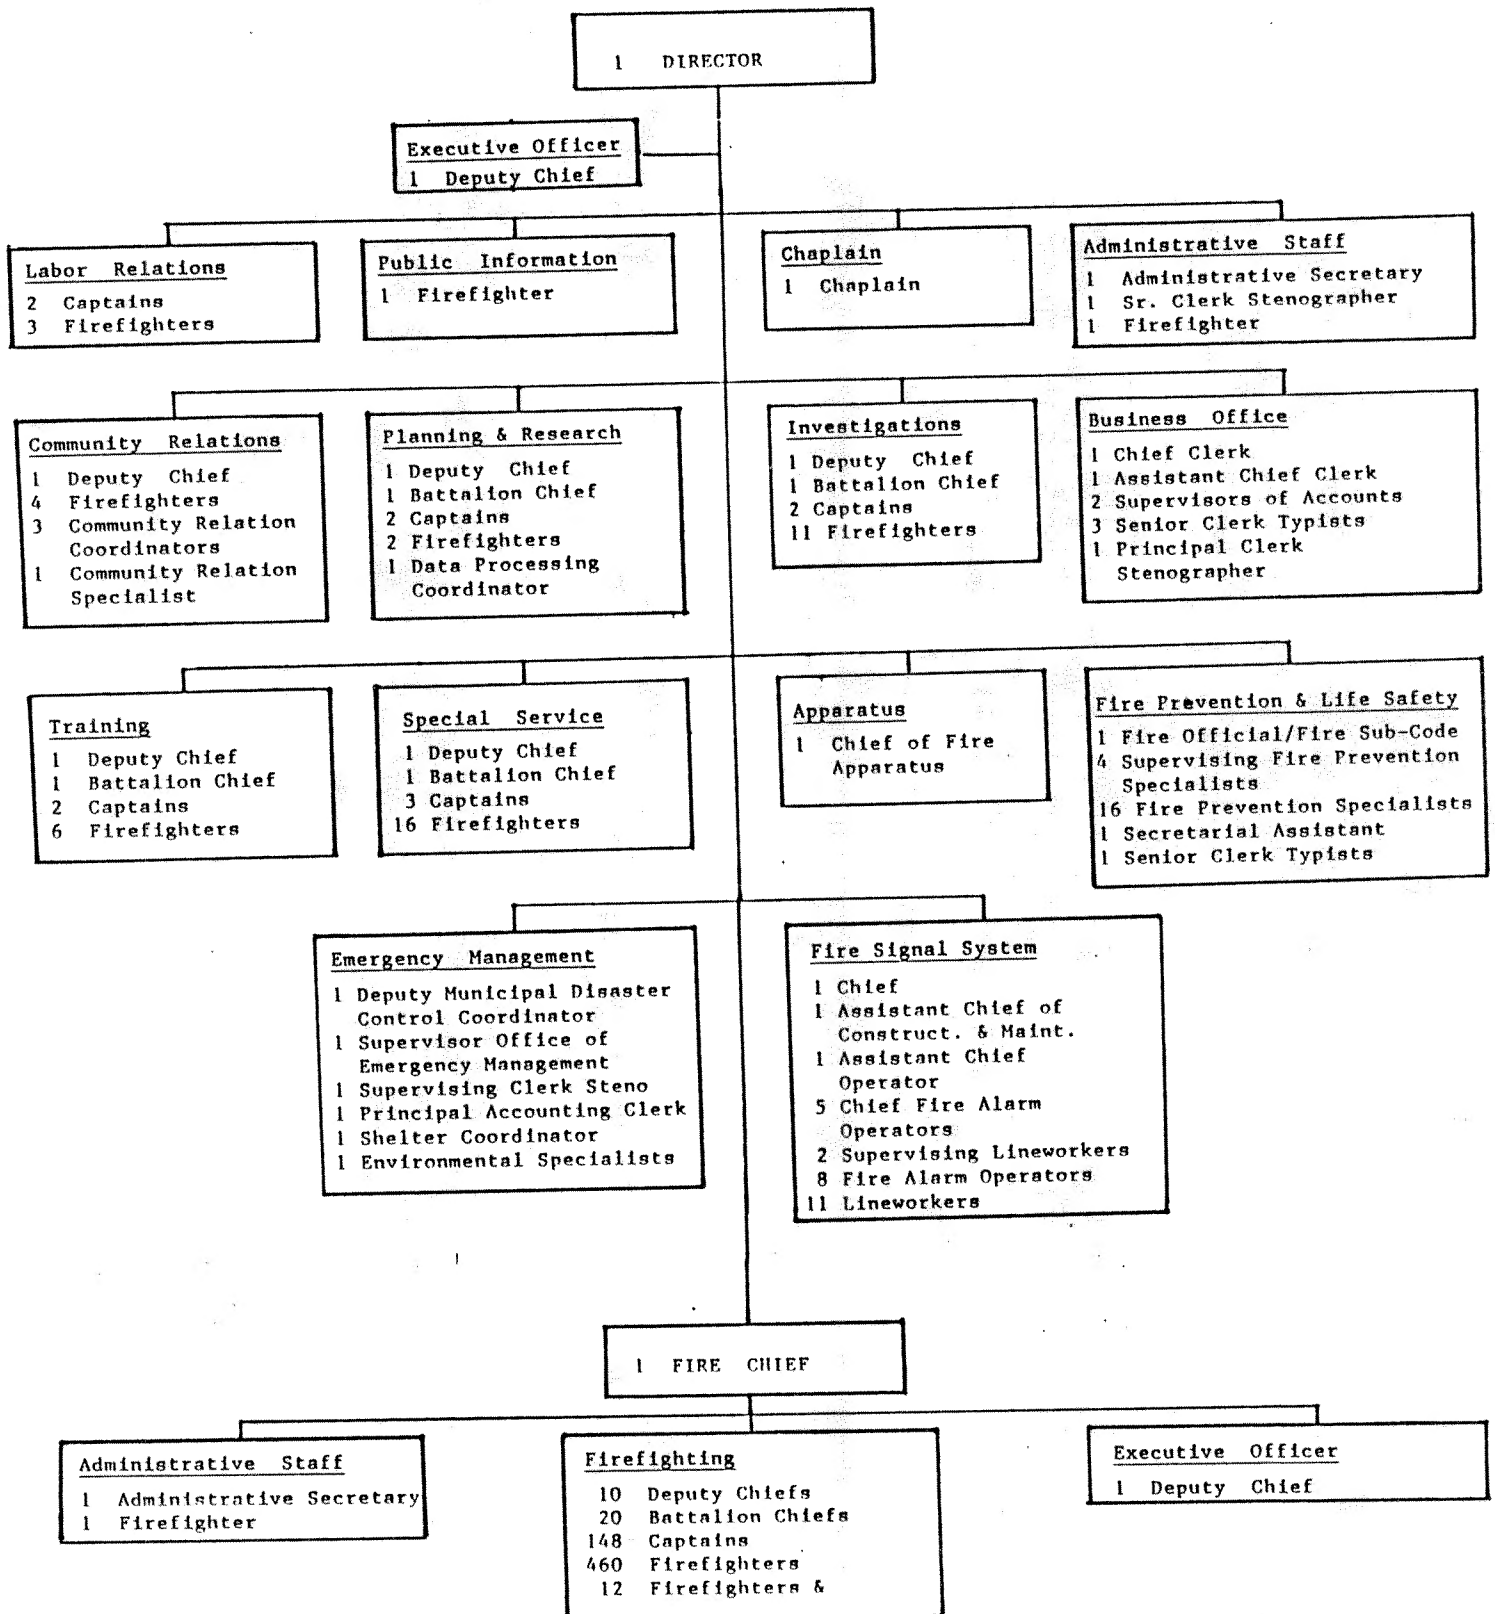 1 DIRECTOR
Executive Officer
1 Deputy Chief
Labor Relations
2 Captains
3 Firefighters
Public Information
1 Firefighter
Chaplain
1 Chaplain
Administrative Staff
1 Administrative Secretary
1 Sr. Clerk Stenographer
1 Firefighter
Community Relations
1 Deputy Chief
4 Firefighters
3 Community Relation
Coordinators
1 Community Relation
Specialist
Planning & Research
1 Deputy Chief
1 Battalion Chief
2 Captains
2 Firefighters
1 Data Processing
Coordinator
Investigations
1 Deputy Chief
1 Battalion Chief
2 Captains
11 Firefighters
Business Office
1 Chief Clerk
1 Assistant Chief Clerk
2 Supervisors of Accounts
3 Senior Clerk Typists
1 Principal Clerk
Stenographer
Training
1 Deputy Chief
1 Battalion Chief
2 Captains
6 Firefighters
Special Service
1 Deputy Chief
1 Battalion Chief
3 Captains
16 Firefighters
Apparatus
1 Chief of Fire
Apparatus
Fire Prevention & Life Safety
1 Fire Official/Fire Sub-Code
4 Supervising Fire Prevention
Specialists
16 Fire Prevention Specialists
1 Secretarial Assistant
1 Senior Clerk Typists
Emergency Management
1 Deputy Municipal Disaster
Control Coordinator
1 Supervisor Office of
Emergency Management
1 Supervising Clerk Steno
1 Principal Accounting Clerk
1 Shelter Coordinator
1 Environmental Specialists
Fire Signal System
1 Chief
1 Assistant Chief of
Construct. & Maint.
1 Assistant Chief
Operator
5 Chief Fire Alarm
Operators
2 Supervising Lineworkers
8 Fire Alarm Operators
11 Lineworkers
1 FIRE CHIEF
Administrative Staff
1 Administrative Secretary
1 Firefighter
Firefighting
10 Deputy Chiefs
20 Battalion Chiefs
148 Captains
460 Firefighters
12 Firefighters &
Executive Officer
1 Deputy Chief